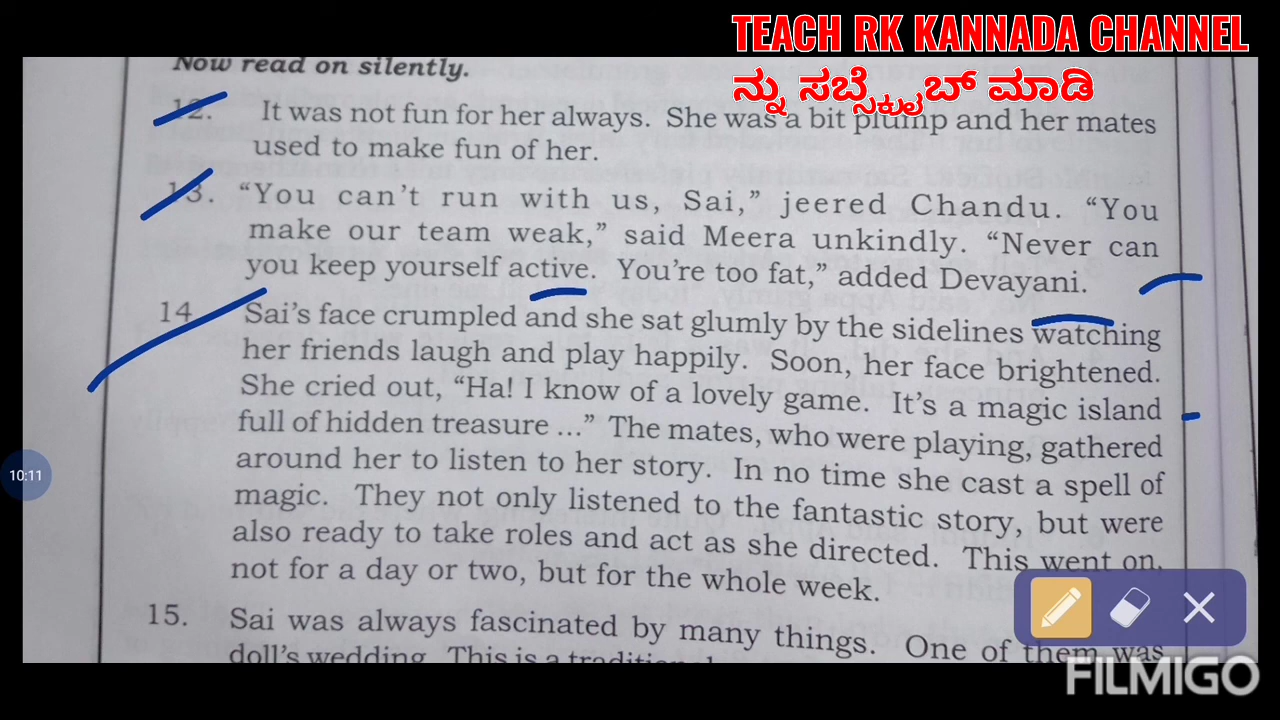 TEACH RK KANNADA CHANNEL
ನ್ನು ಸಬ್ಸ್ಕ್ರೈಬ್ ಮಾಡಿ
Now read on silently.
12. It was not fun for her always. She was a bit plump and her mates
used to make fun of her.
13. “You can’t run with us, Sai,” jeered Chandu. “You
make our team weak,” said Meera unkindly. “Never can
you keep yourself active. You’re too fat,” added Devayani.
14 Sai’s face crumpled and she sat glumly by the sidelines watching
her friends laugh and play happily. Soon, her face brightened.
She cried out, “Ha! I know of a lovely game. It’s a magic island
full of hidden treasure ...” The mates, who were playing, gathered
around her to listen to her story. In no time she cast a spell of
magic. They not only listened to the fantastic story, but were
also ready to take roles and act as she directed. This went on,
not for a day or two, but for the whole week.
15. Sai was always fascinated by many things. One of them was
doll’s wedding. This is a traditional
10:11
FILMIGO